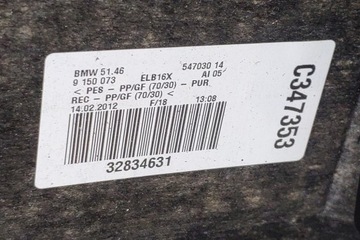 BMW 51.46 547030 14
9 150 073 ELB16X AI 05
< PES - PP/GF (70/30) - PUR
REC - PP/GF (70/30) <
14.02.2012 F/18 13:08
32834631
C347353